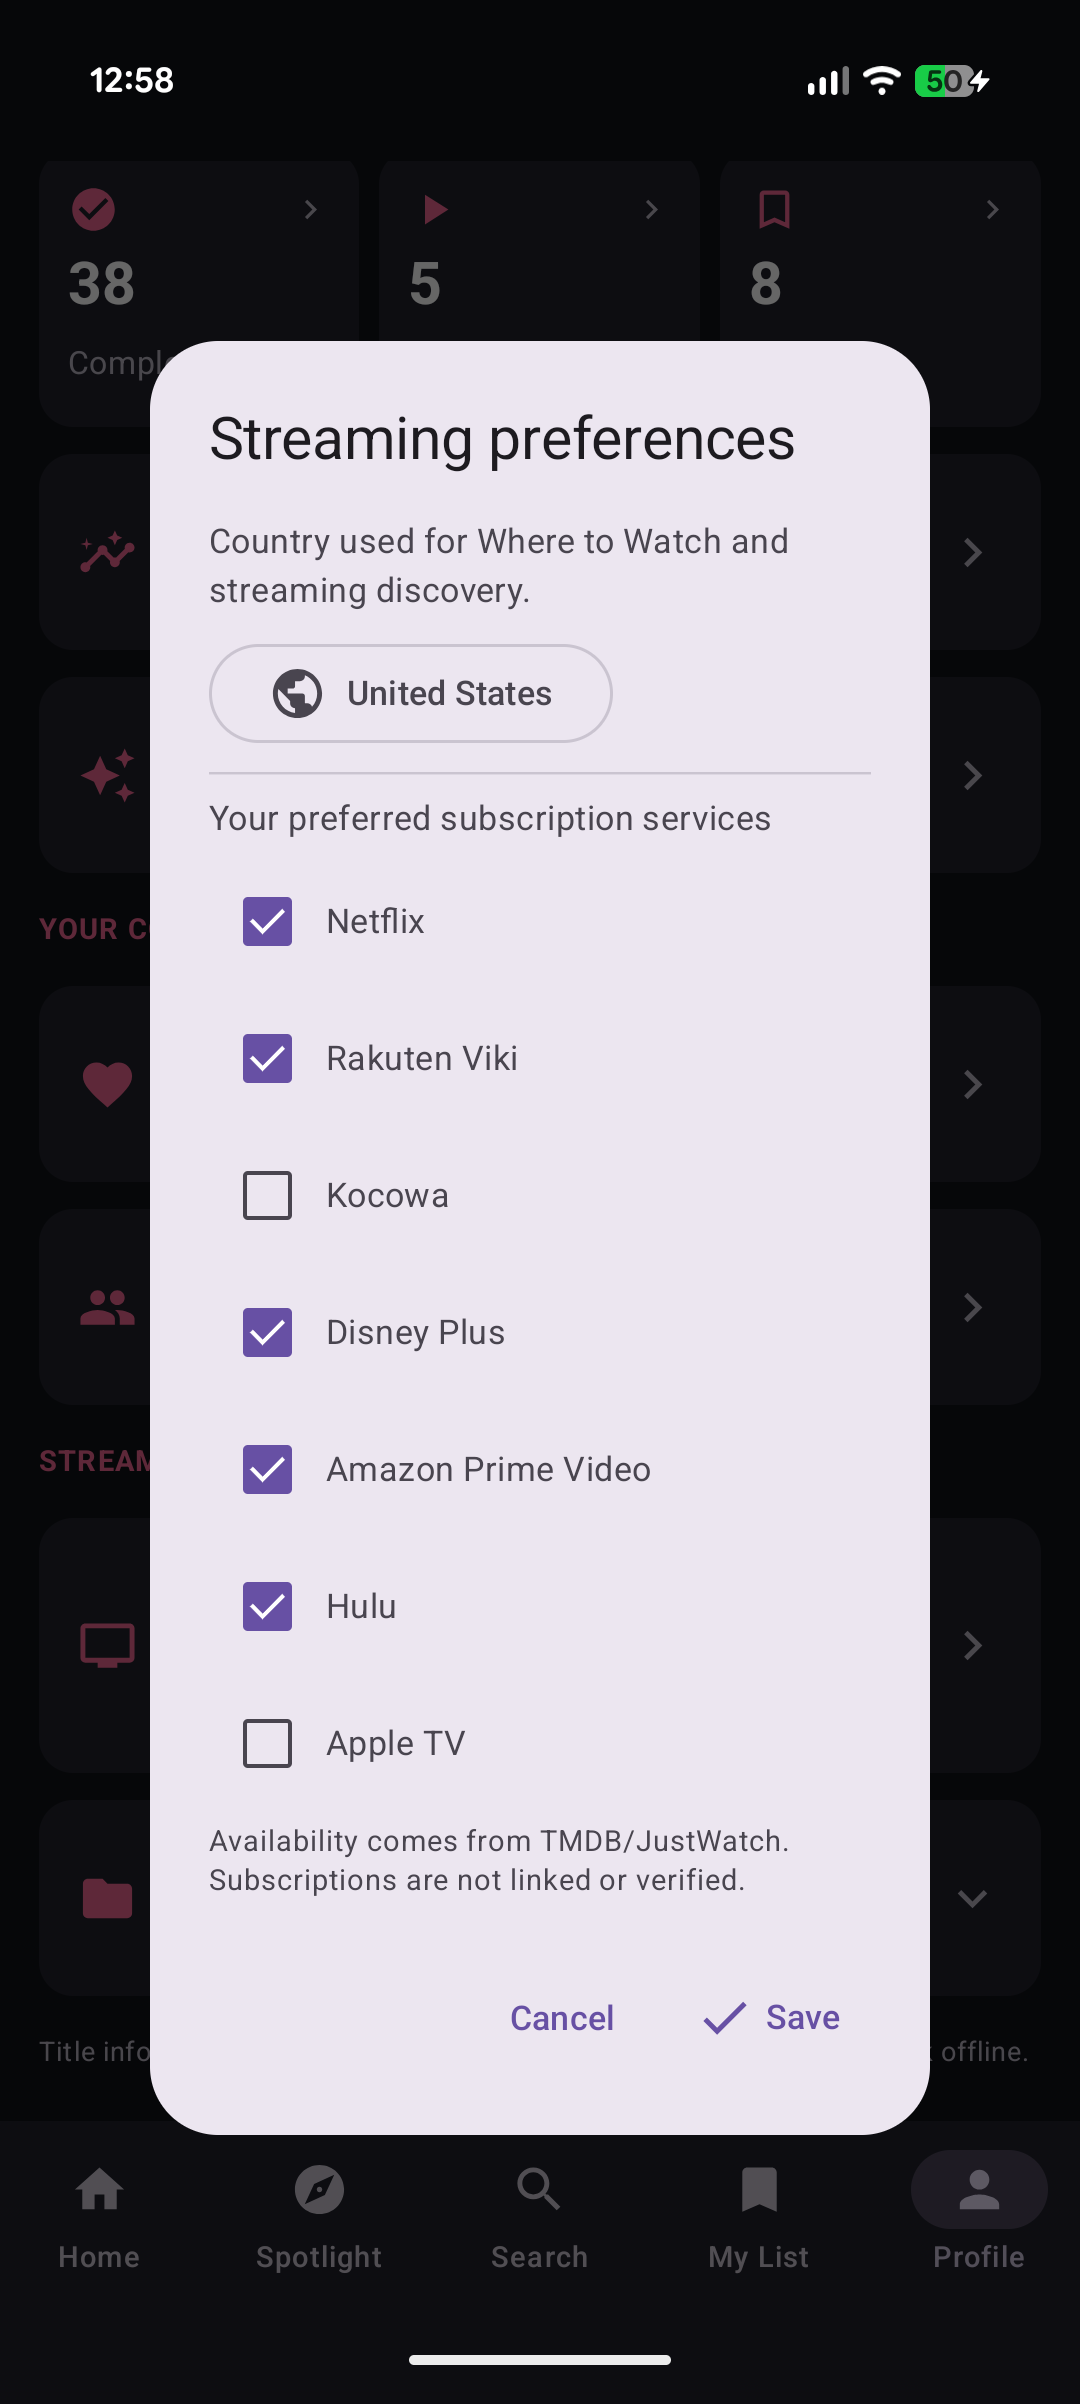 12:58
50
38
5
8
Compl
Streaming preferences
Country used for Where to Watch and
streaming discovery.
United States
Your preferred subscription services
YOUR C
Netflix
Rakuten Viki
Kocowa
Disney Plus
Amazon Prime Video
STREAM
Hulu
Apple TV
Availability comes from TMDB/JustWatch.
Subscriptions are not linked or verified.
Cancel
Save
Title info
offline.
Home
Spotlight
Search
My List
Profile